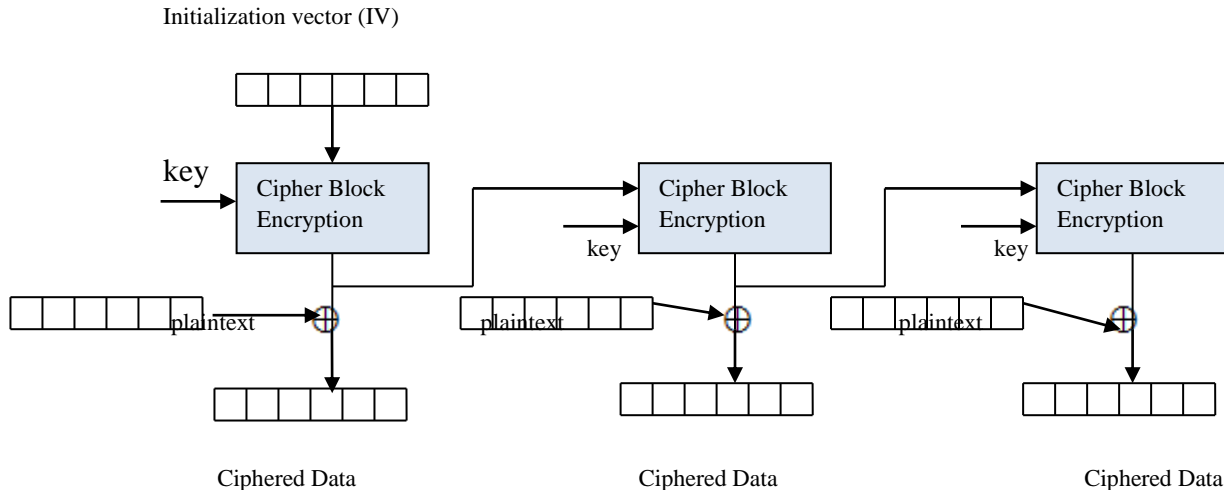 Initialization vector (IV)
key
Cipher Block
Encryption
Cipher Block
Encryption
key
Cipher Block
Encryption
key
plaintext
plaintext
plaintext
Ciphered Data
Ciphered Data
Ciphered Data